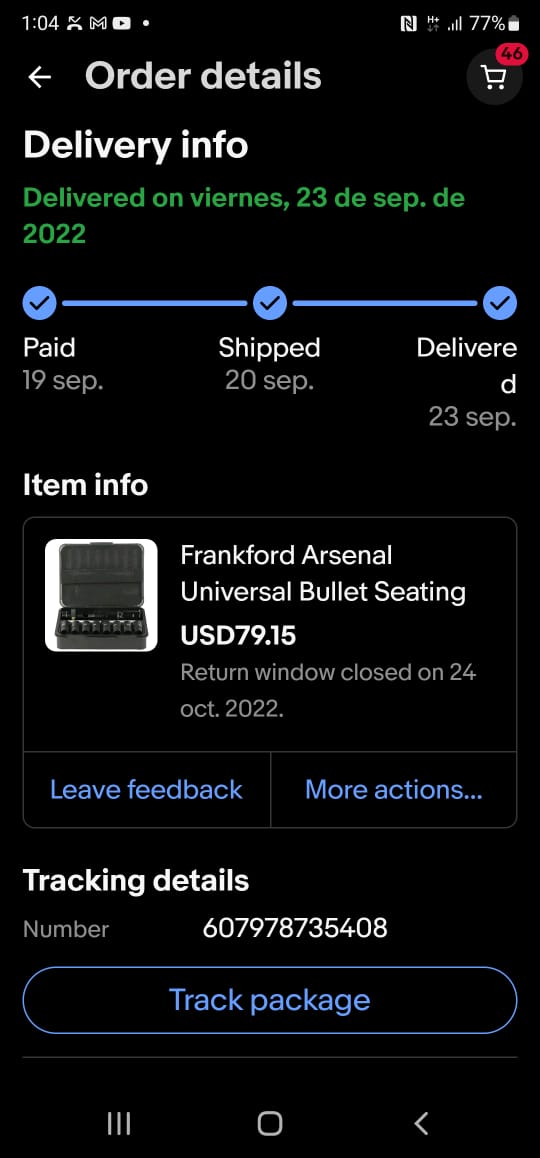 1:04
H+
77%
46
Order details
Delivery info
Delivered on viernes, 23 de sep. de
2022
Paid
19 sep.
Shipped
20 sep.
Delivere
d
23 sep.
Item info
Frankford Arsenal
Universal Bullet Seating
USD79.15
Return window closed on 24
oct. 2022.
Leave feedback
More actions...
Tracking details
Number 607978735408
Track package